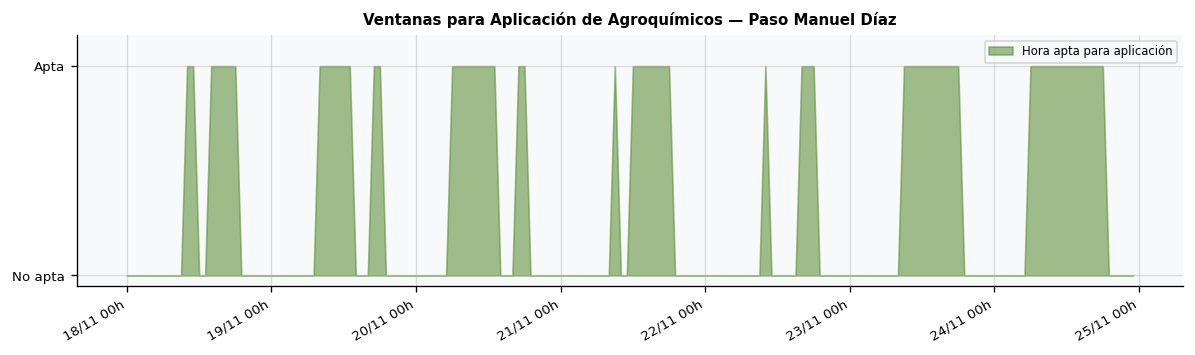 Ventanas para Aplicación de Agroquímicos — Paso Manuel Díaz
Hora apta para aplicación
Apta
No apta
18/11 00h
19/11 00h
20/11 00h
21/11 00h
22/11 00h
23/11 00h
24/11 00h
25/11 00h